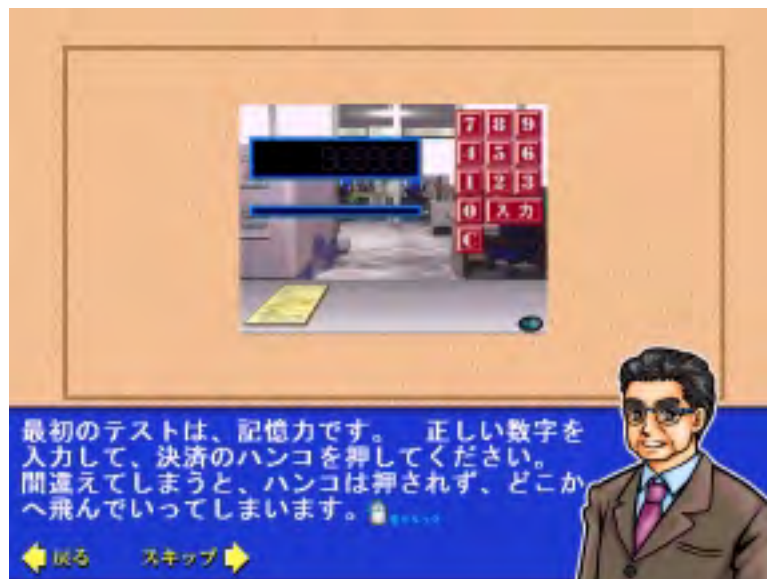 7 8 9
4 5 6
1 2 3
0 入力
C
最初のテストは、記憶力です。 正しい数字を
入力して、決済のハンコを押してください。
間違えてしまうと、ハンコは押されず、どこか
へ飛んでいってしまいます。
戻る スキップ